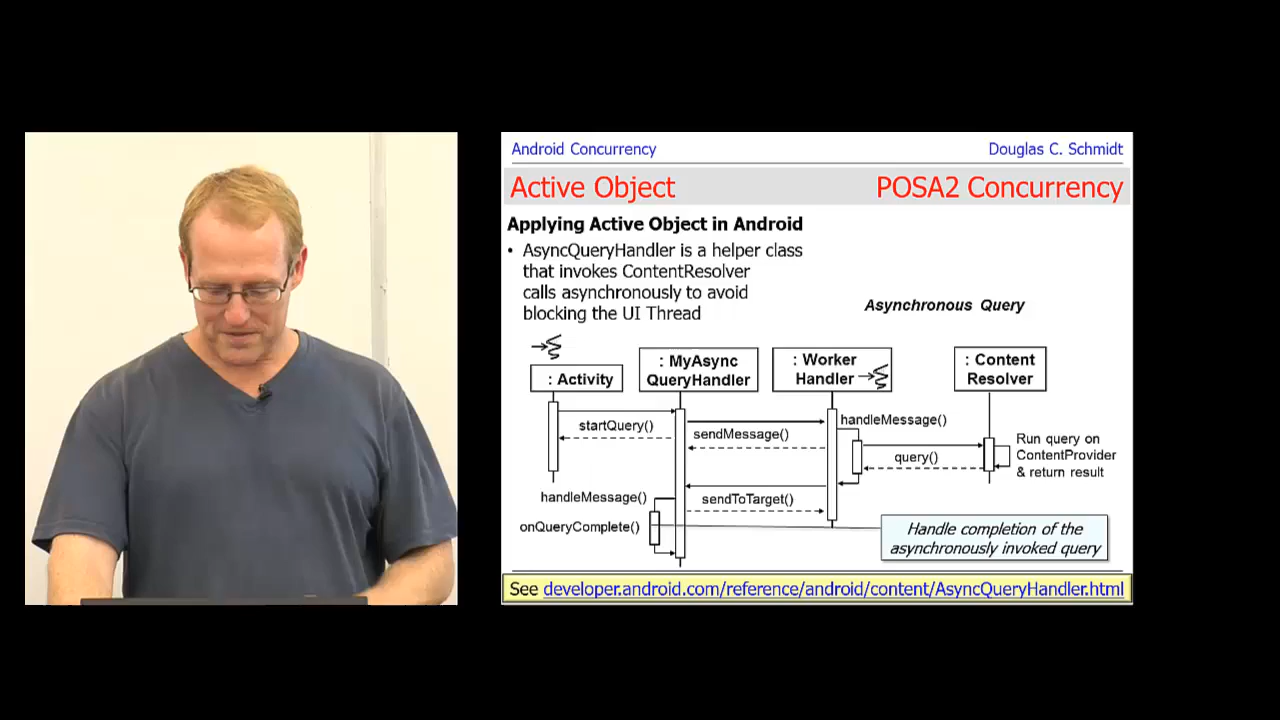 Android Concurrency
Douglas C. Schmidt
Active Object
POSA2 Concurrency
Applying Active Object in Android
• AsyncQueryHandler is a helper class
that invokes ContentResolver
calls asynchronously to avoid
blocking the UI Thread
Asynchronous Query
: Activity
: MyAsync
QueryHandler
: Worker
Handler
: Content
Resolver
startQuery()
sendMessage()
handleMessage()
query()
Run query on
ContentProvider
& return result
handleMessage()
sendToTarget()
onQueryComplete()
Handle completion of the
asynchronously invoked query
See developer.android.com/reference/android/content/AsyncQueryHandler.html